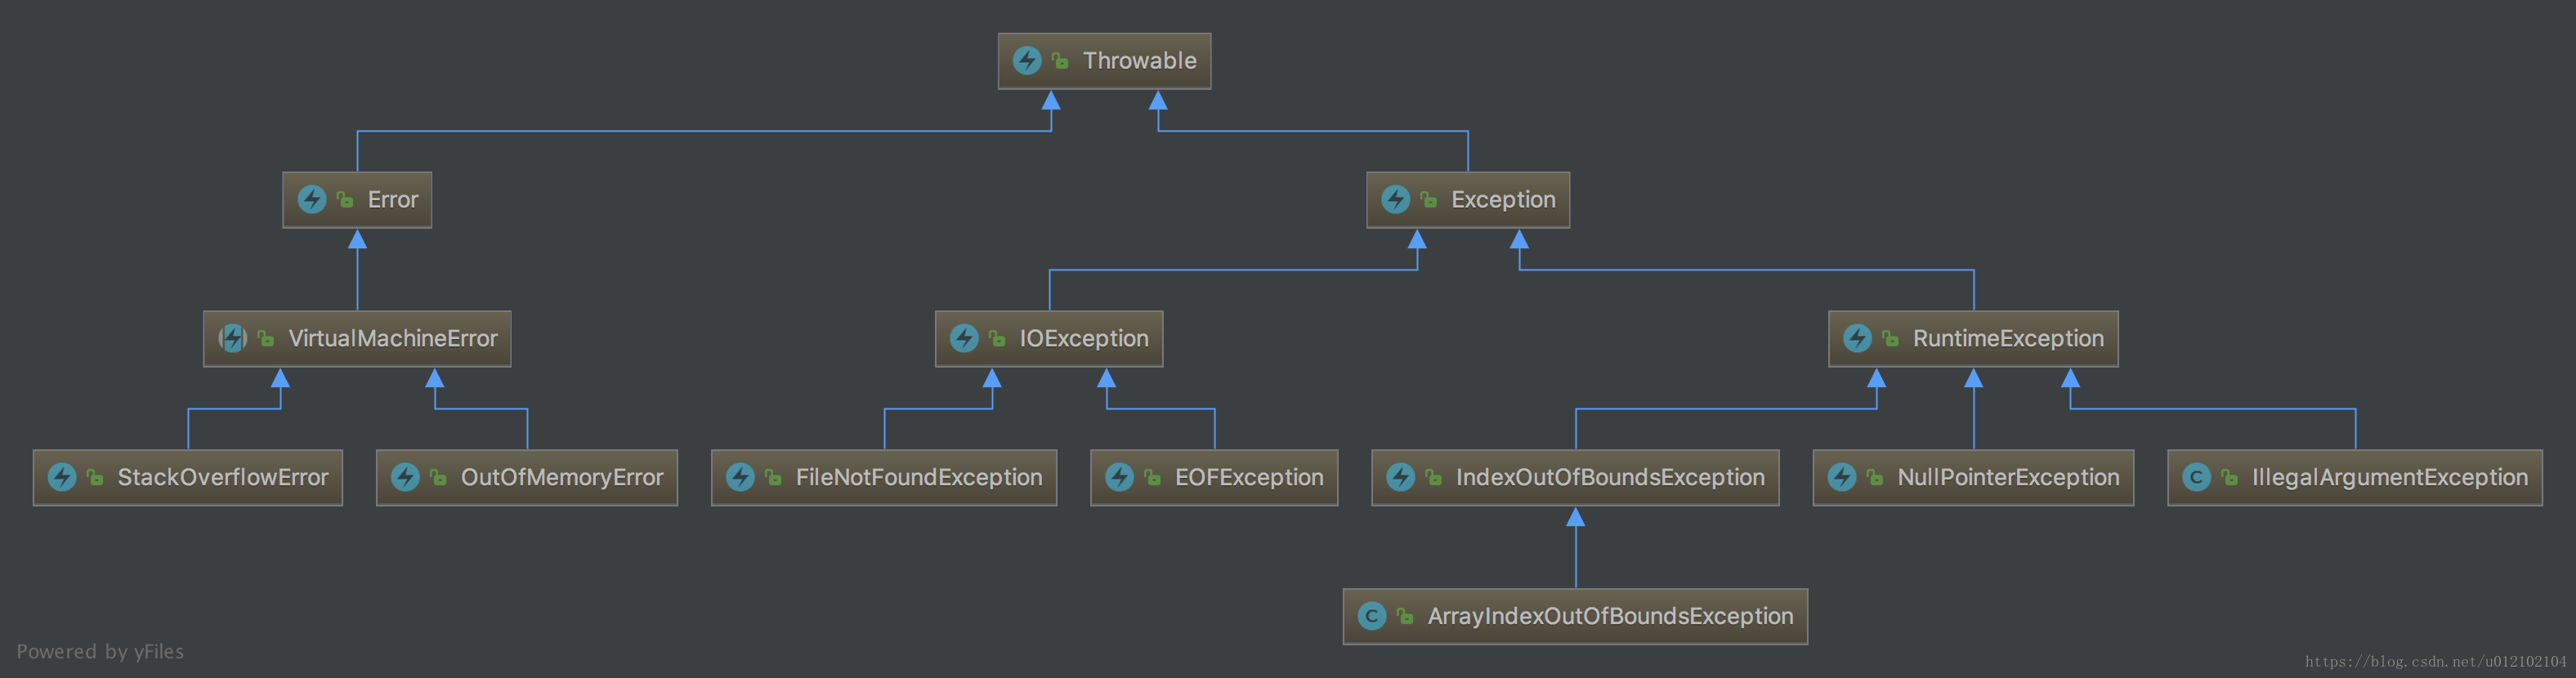 Throwable
Error
Exception
VirtualMachineError
IOException
RuntimeException
StackOverflowError
OutOfMemoryError
FileNotFoundException
EOFException
IndexOutOfBoundsException
NullPointerException
IllegalArgumentException
ArrayIndexOutOfBoundsException
Powered by yFiles
https://blog.csdn.net/u012102104